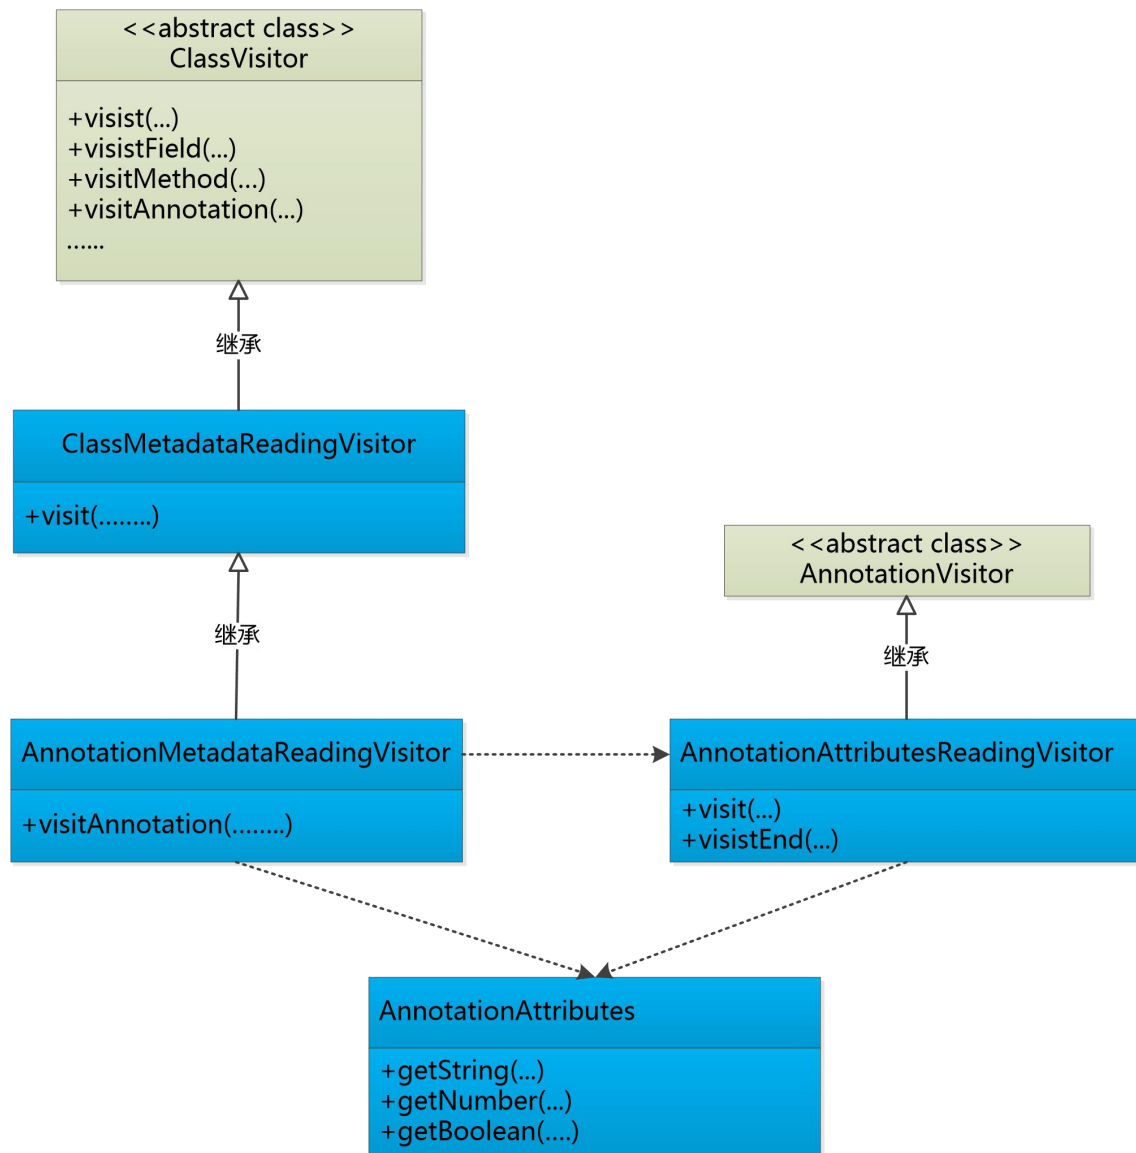 <<abstract class>>
ClassVisitor
+visist(...)
+visistField(...)
+visitMethod(...)
+visitAnnotation(...)
......
继承
ClassMetadataReadingVisitor
+visit(........)
<<abstract class>>
AnnotationVisitor
继承
继承
AnnotationMetadataReadingVisitor
+visitAnnotation(........)
AnnotationAttributesReadingVisitor
+visit(...)
+visistEnd(...)
AnnotationAttributes
+getString(...)
+getNumber(...)
+getBoolean(....)